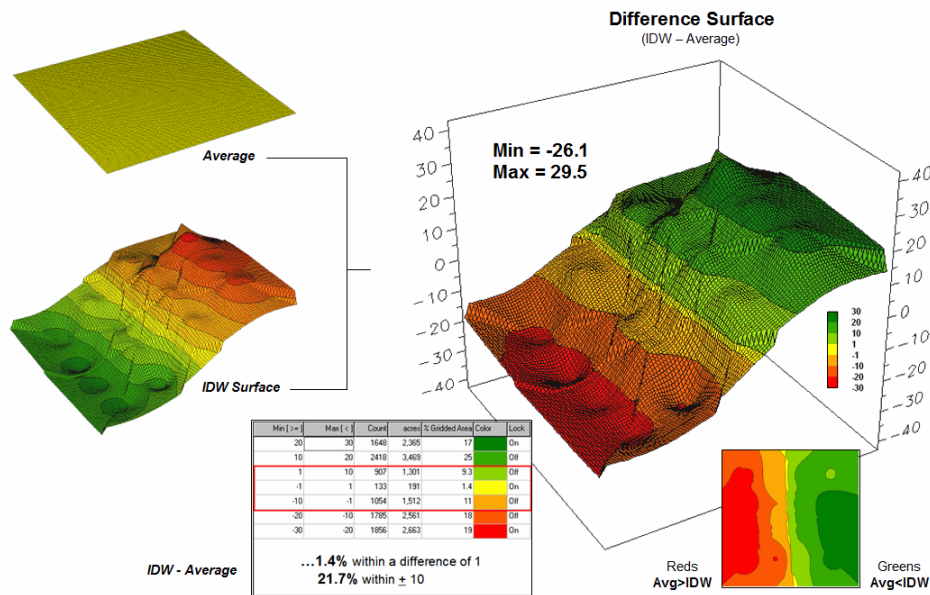 Difference Surface
(IDW – Average)
Average
IDW Surface
Min = -26.1
Max = 29.5
40
30
20
10
0
-10
-20
-30
-40
40
30
20
10
0
-10
-20
-30
-40
30
20
10
1
-1
-10
-20
-30
Min [ >= ] Max [ < ] Count acres % Gridded Area Color Lock
20 30 1648 2,365 17 On
10 20 2418 3,469 25 Off
1 10 907 1,301 9.3 Off
-1 1 133 191 1.4 On
-10 -1 1054 1,512 11 Off
-20 -10 1785 2,561 18 Off
-30 -20 1856 2,663 19 On
…1.4% within a difference of 1
21.7% within ± 10
IDW - Average
Reds
Avg>IDW
Greens
Avg<IDW